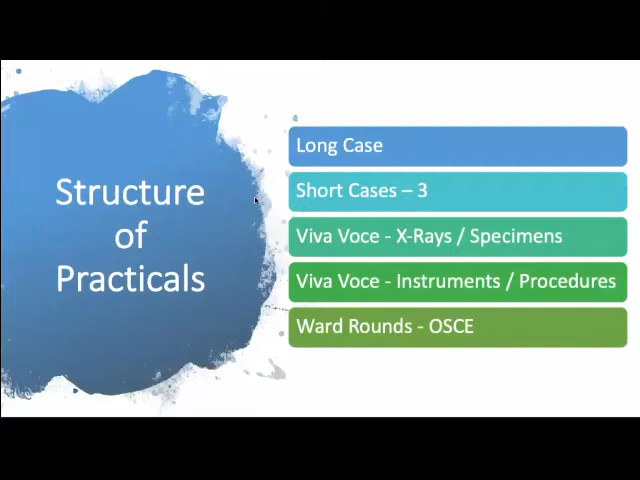 Structure
of
Practicals
Long Case
Short Cases – 3
Viva Voce - X-Rays / Specimens
Viva Voce - Instruments / Procedures
Ward Rounds - OSCE